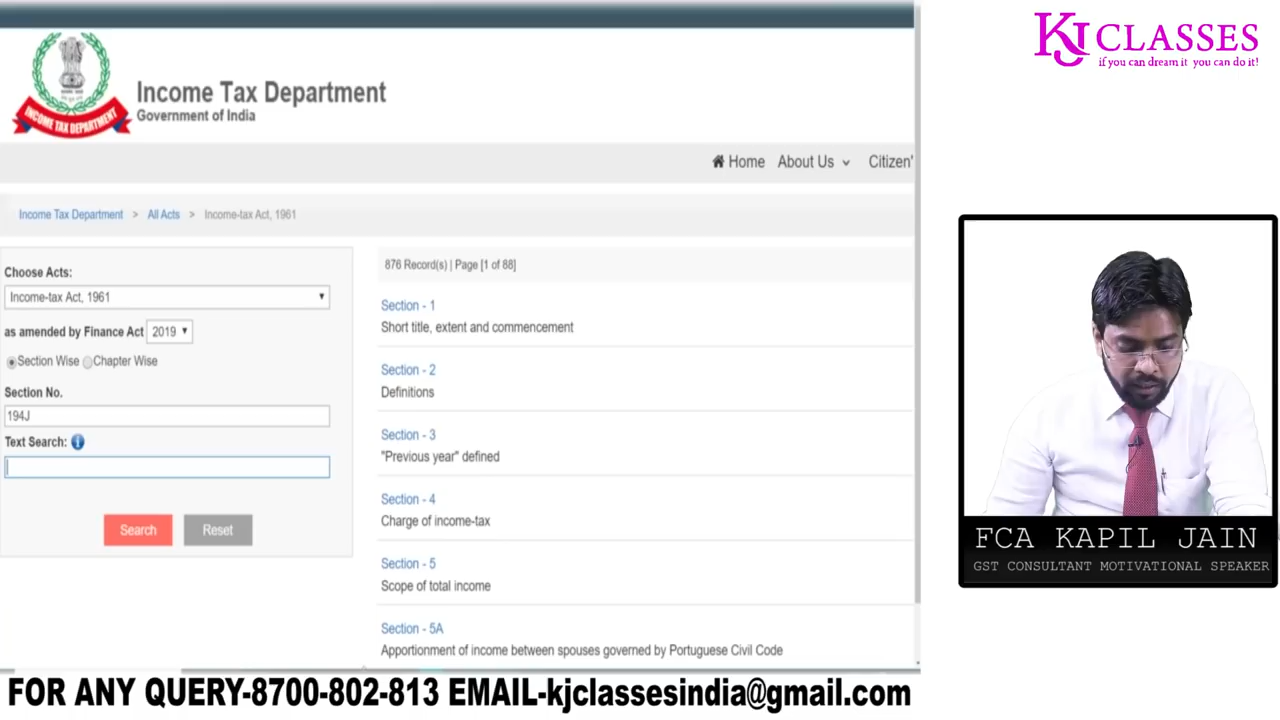 KJ CLASSES
if you can dream it you can do it!
INCOME TAX DEPARTMENT
Income Tax Department
Government of India
Home About Us Citizen'
Income Tax Department > All Acts > Income-tax Act, 1961
Choose Acts:
Income-tax Act, 1961
as amended by Finance Act 2019
Section Wise Chapter Wise
Section No.
194J
Text Search:
Search Reset
876 Record(s) | Page [1 of 88]
Section - 1
Short title, extent and commencement
Section - 2
Definitions
Section - 3
"Previous year" defined
Section - 4
Charge of income-tax
Section - 5
Scope of total income
Section - 5A
Apportionment of income between spouses governed by Portuguese Civil Code
FCA KAPIL JAIN
GST CONSULTANT MOTIVATIONAL SPEAKER
FOR ANY QUERY-8700-802-813 EMAIL-kjclassesindia@gmail.com